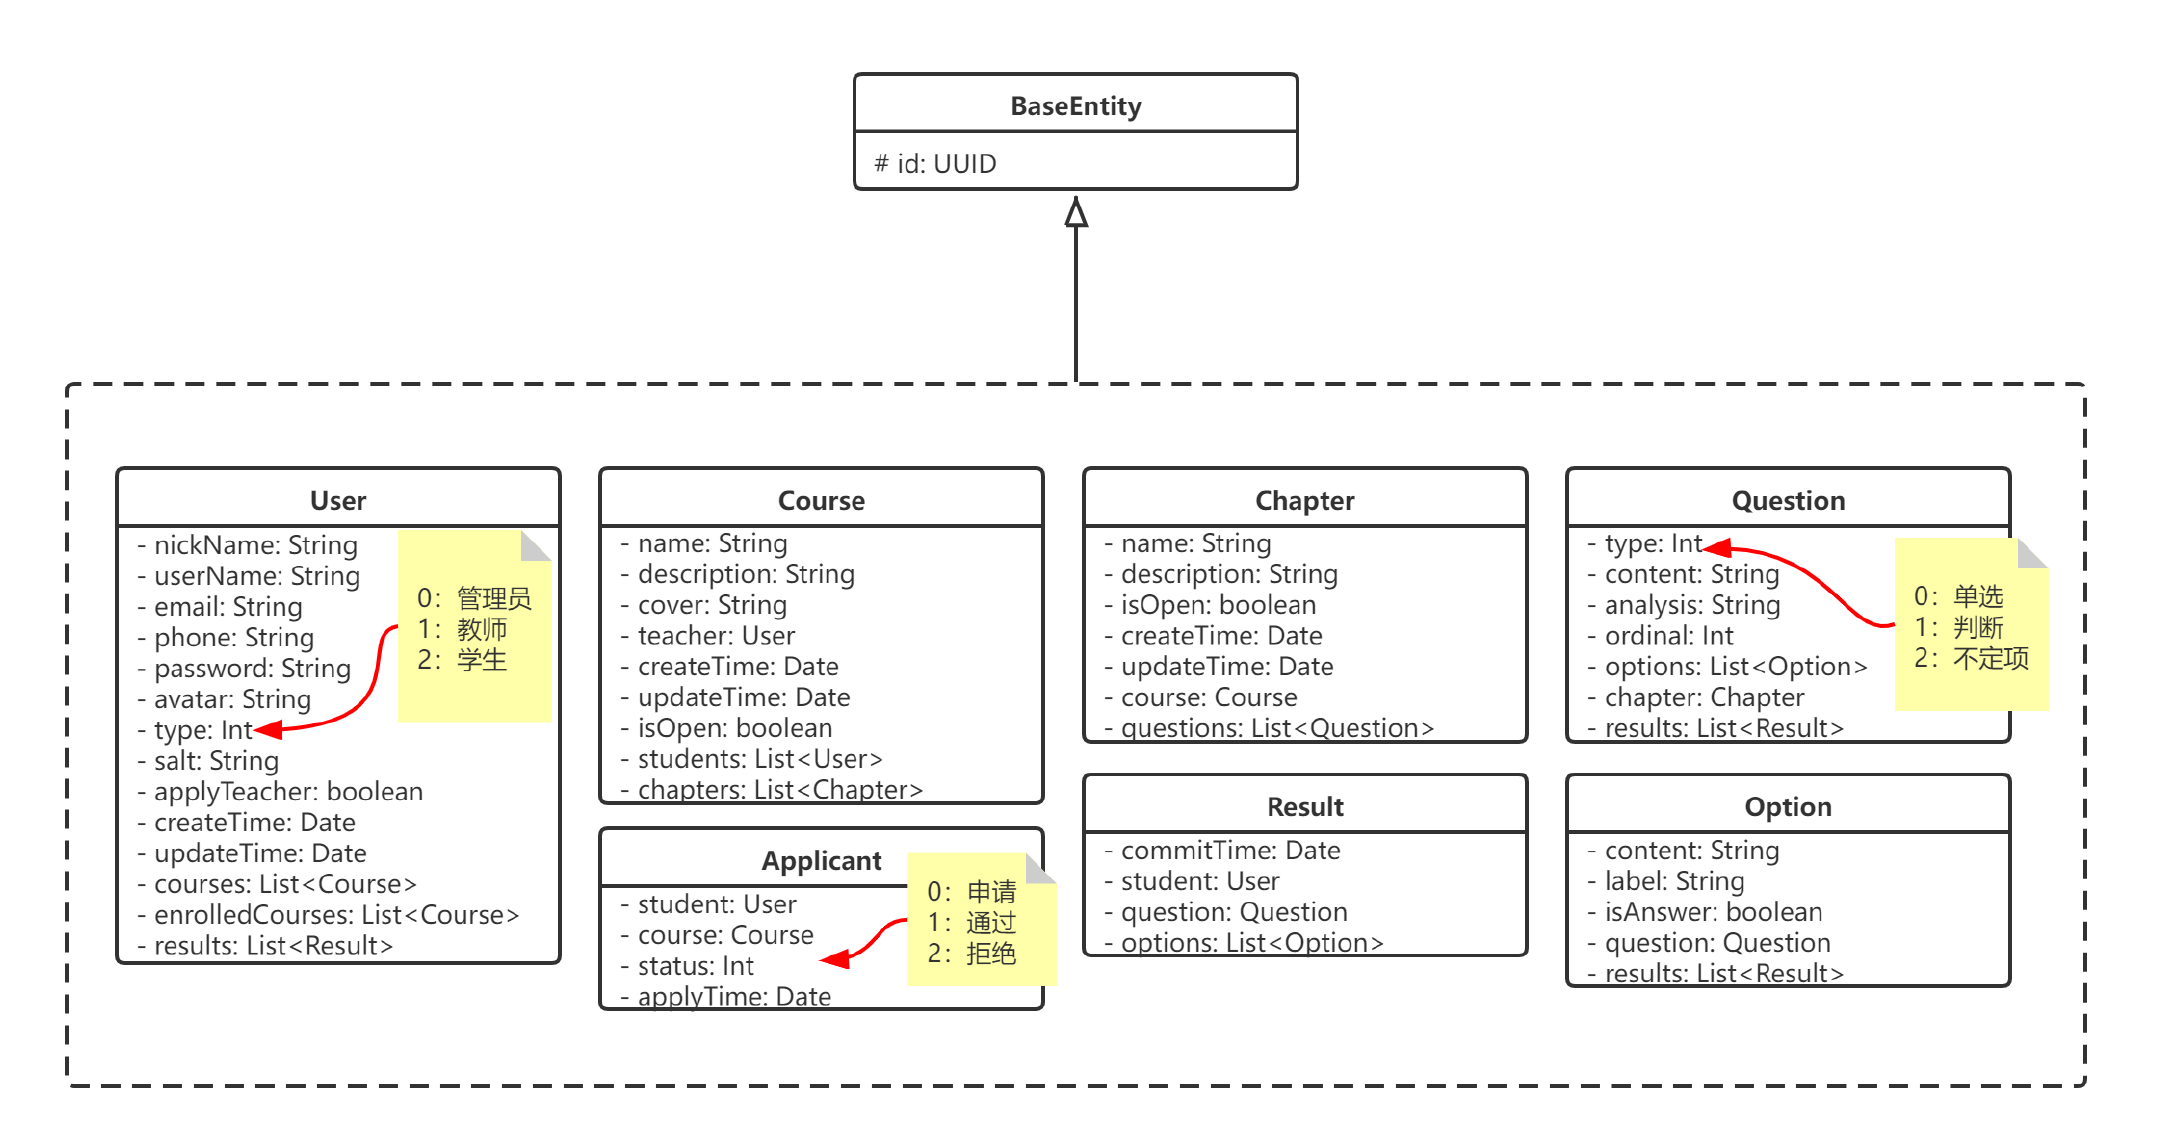 BaseEntity
# id: UUID
User
- nickName: String
- userName: String
- email: String
- phone: String
- password: String
- avatar: String
- type: Int
- salt: String
- applyTeacher: boolean
- createTime: Date
- updateTime: Date
- courses: List<Course>
- enrolledCourses: List<Course>
- results: List<Result>
0：管理员
1：教师
2：学生
Course
- name: String
- description: String
- cover: String
- teacher: User
- createTime: Date
- updateTime: Date
- isOpen: boolean
- students: List<User>
- chapters: List<Chapter>
Applicant
- student: User
- course: Course
- status: Int
- applyTime: Date
0：申请
1：通过
2：拒绝
Chapter
- name: String
- description: String
- isOpen: boolean
- createTime: Date
- updateTime: Date
- course: Course
- questions: List<Question>
Result
- commitTime: Date
- student: User
- question: Question
- options: List<Option>
Question
- type: Int
- content: String
- analysis: String
- ordinal: Int
- options: List<Option>
- chapter: Chapter
- results: List<Result>
0：单选
1：判断
2：不定项
Option
- content: String
- label: String
- isAnswer: boolean
- question: Question
- results: List<Result>